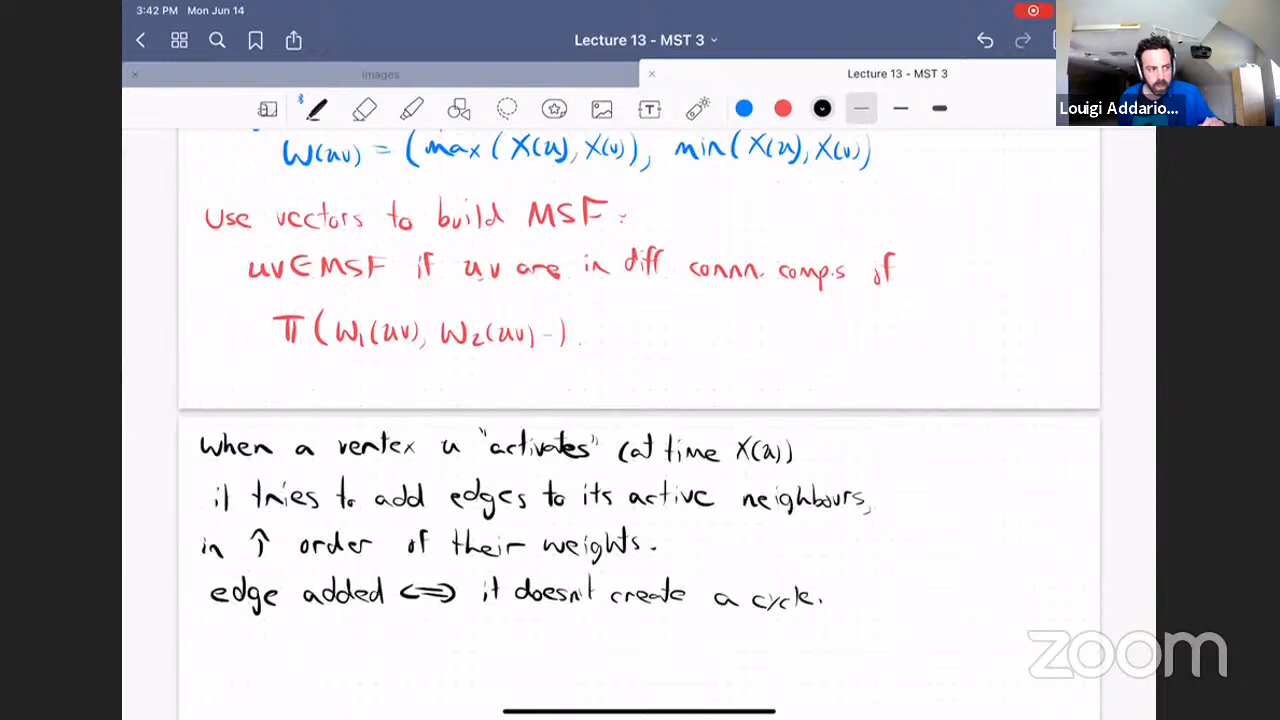 3:42 PM Mon Jun 14
Lecture 13 - MST 3
images
Lecture 13 - MST 3
Louigi Addario...
W(uv) = (max(X(u), X(v)), min(X(u), X(v))
Use vectors to build MSF:
uv∈MSF if u,v are in diff conn. comp.s of
π(W₁(uv), W₂(uv)-).
When a vertex u "activates" (at time X(u))
it tries to add edges to its active neighbours,
in ↑ order of their weights.
edge added ⟺ it doesn't create a cycle.
zoom